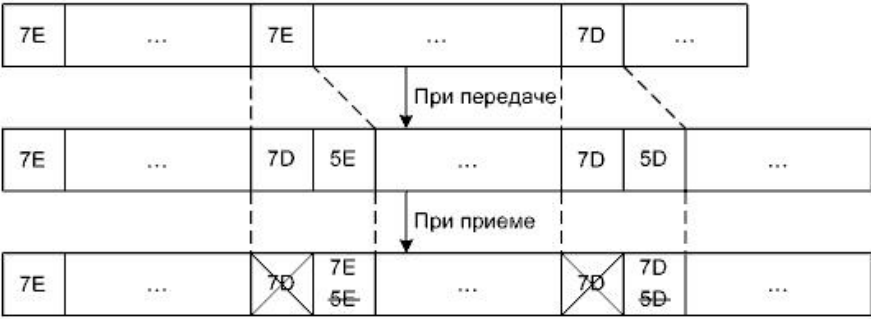 7E ... 7E ... 7D ...
При передаче
7E ... 7D 5E ... 7D 5D ...
При приеме
7E ... 7D 7E ... 7D 7D ...
5E 5D